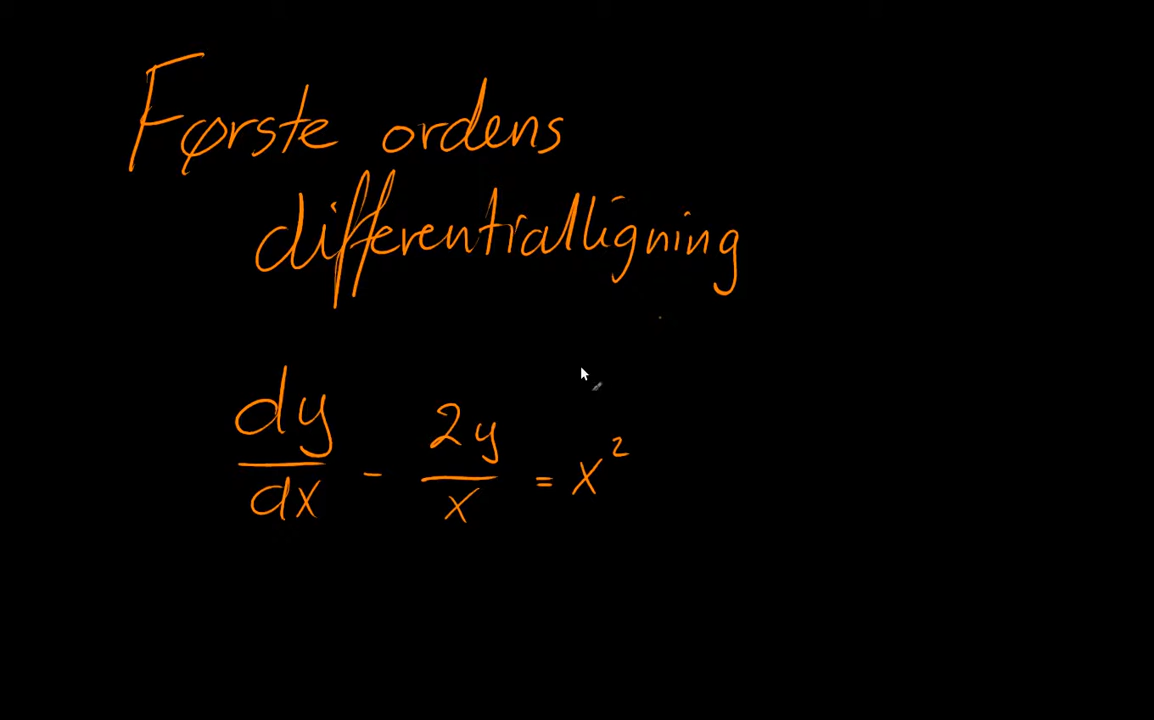 Første ordens
differentialligning
dy/dx - 2y/x = x²